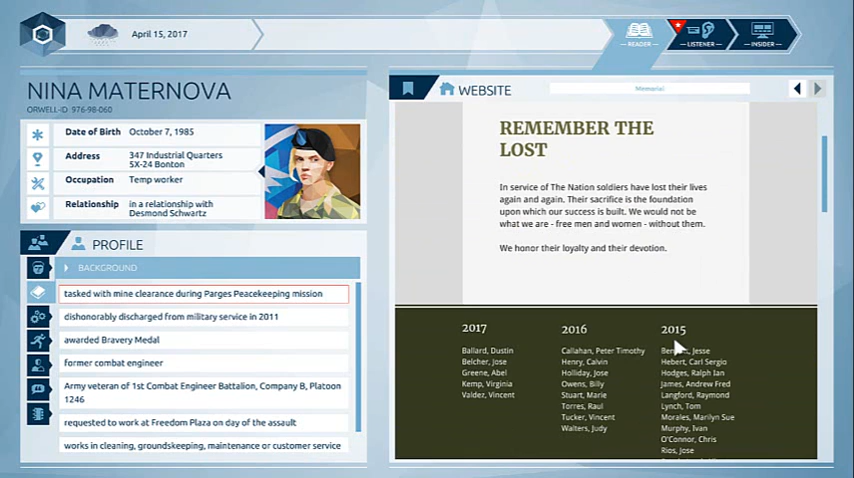 April 15, 2017
READER
LISTENER
INSIDER
NINA MATERNOVA
ORWELL-ID 976-98-060
Date of Birth October 7, 1985
Address 347 Industrial Quarters
SX-24 Bonton
Occupation Temp worker
Relationship in a relationship with
Desmond Schwartz
PROFILE
BACKGROUND
tasked with mine clearance during Parges Peacekeeping mission
dishonorably discharged from military service in 2011
awarded Bravery Medal
former combat engineer
Army veteran of 1st Combat Engineer Battalion, Company B, Platoon
1246
requested to work at Freedom Plaza on day of the assault
works in cleaning, groundskeeping, maintenance or customer service
WEBSITE
Memorial
REMEMBER THE
LOST
In service of The Nation soldiers have lost their lives
again and again. Their sacrifice is the foundation
upon which our success is built. We would not be
what we are - free men and women - without them.
We honor their loyalty and their devotion.
2017
Ballard, Dustin
Belcher, Jose
Greene, Abel
Kemp, Virginia
Valdez, Vincent
2016
Callahan, Peter Timothy
Henry, Calvin
Holliday, Jose
Owens, Billy
Stuart, Marie
Torres, Raul
Tucker, Vincent
Walters, Judy
2015
Jesse
Hebert, Carl Sergio
Hodges, Ralph Ian
James, Andrew Fred
Langford, Raymond
Lynch, Tom
Morales, Marilyn Sue
Murphy, Ivan
O'Connor, Chris
Rios, Jose